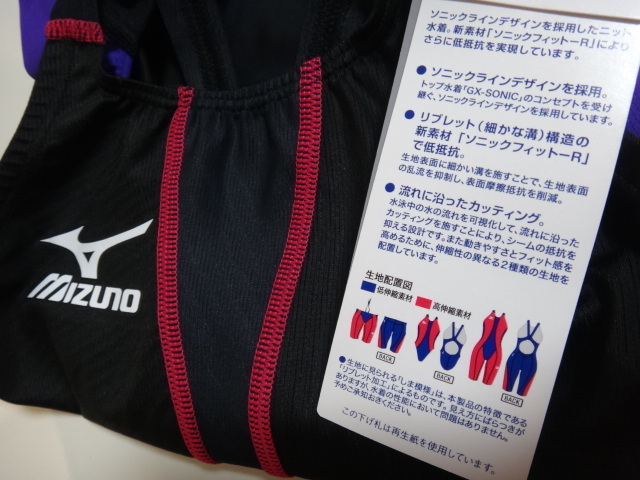 MIZUNO
ソニックラインデザインを採用したニット
水着。新素材「ソニックフィットーR」により
さらに低抵抗を実現しています。
● ソニックラインデザインを採用。
トップ水着「GX-SONIC」のコンセプトを受け
継ぐ、ソニックラインデザインを採用しています。
● リブレット（細かな溝）構造の
新素材「ソニックフィットーR」
で低抵抗。
生地表面に細かい溝を施すことで、生地表面
の乱流を抑制し、表面摩擦抵抗を削減。
● 流れに沿ったカッティング。
水泳中の水の流れを可視化して、流れに沿った
カッティングを施すことにより、シームの抵抗を
抑える設計です。また動きやすさとフィット感を
高めるために、伸縮性の異なる2種類の生地を
配置しています。
生地配置図
低伸縮素材 高伸縮素材
BACK BACK BACK
●生地に見られる「しま模様」は、本製品の特徴である
「リブレット加工」によるものです。見え方にばらつきが
ありますが、水着の性能において問題はありません。
予めご承知おきください。
この下げ札は再生紙を使用しています。